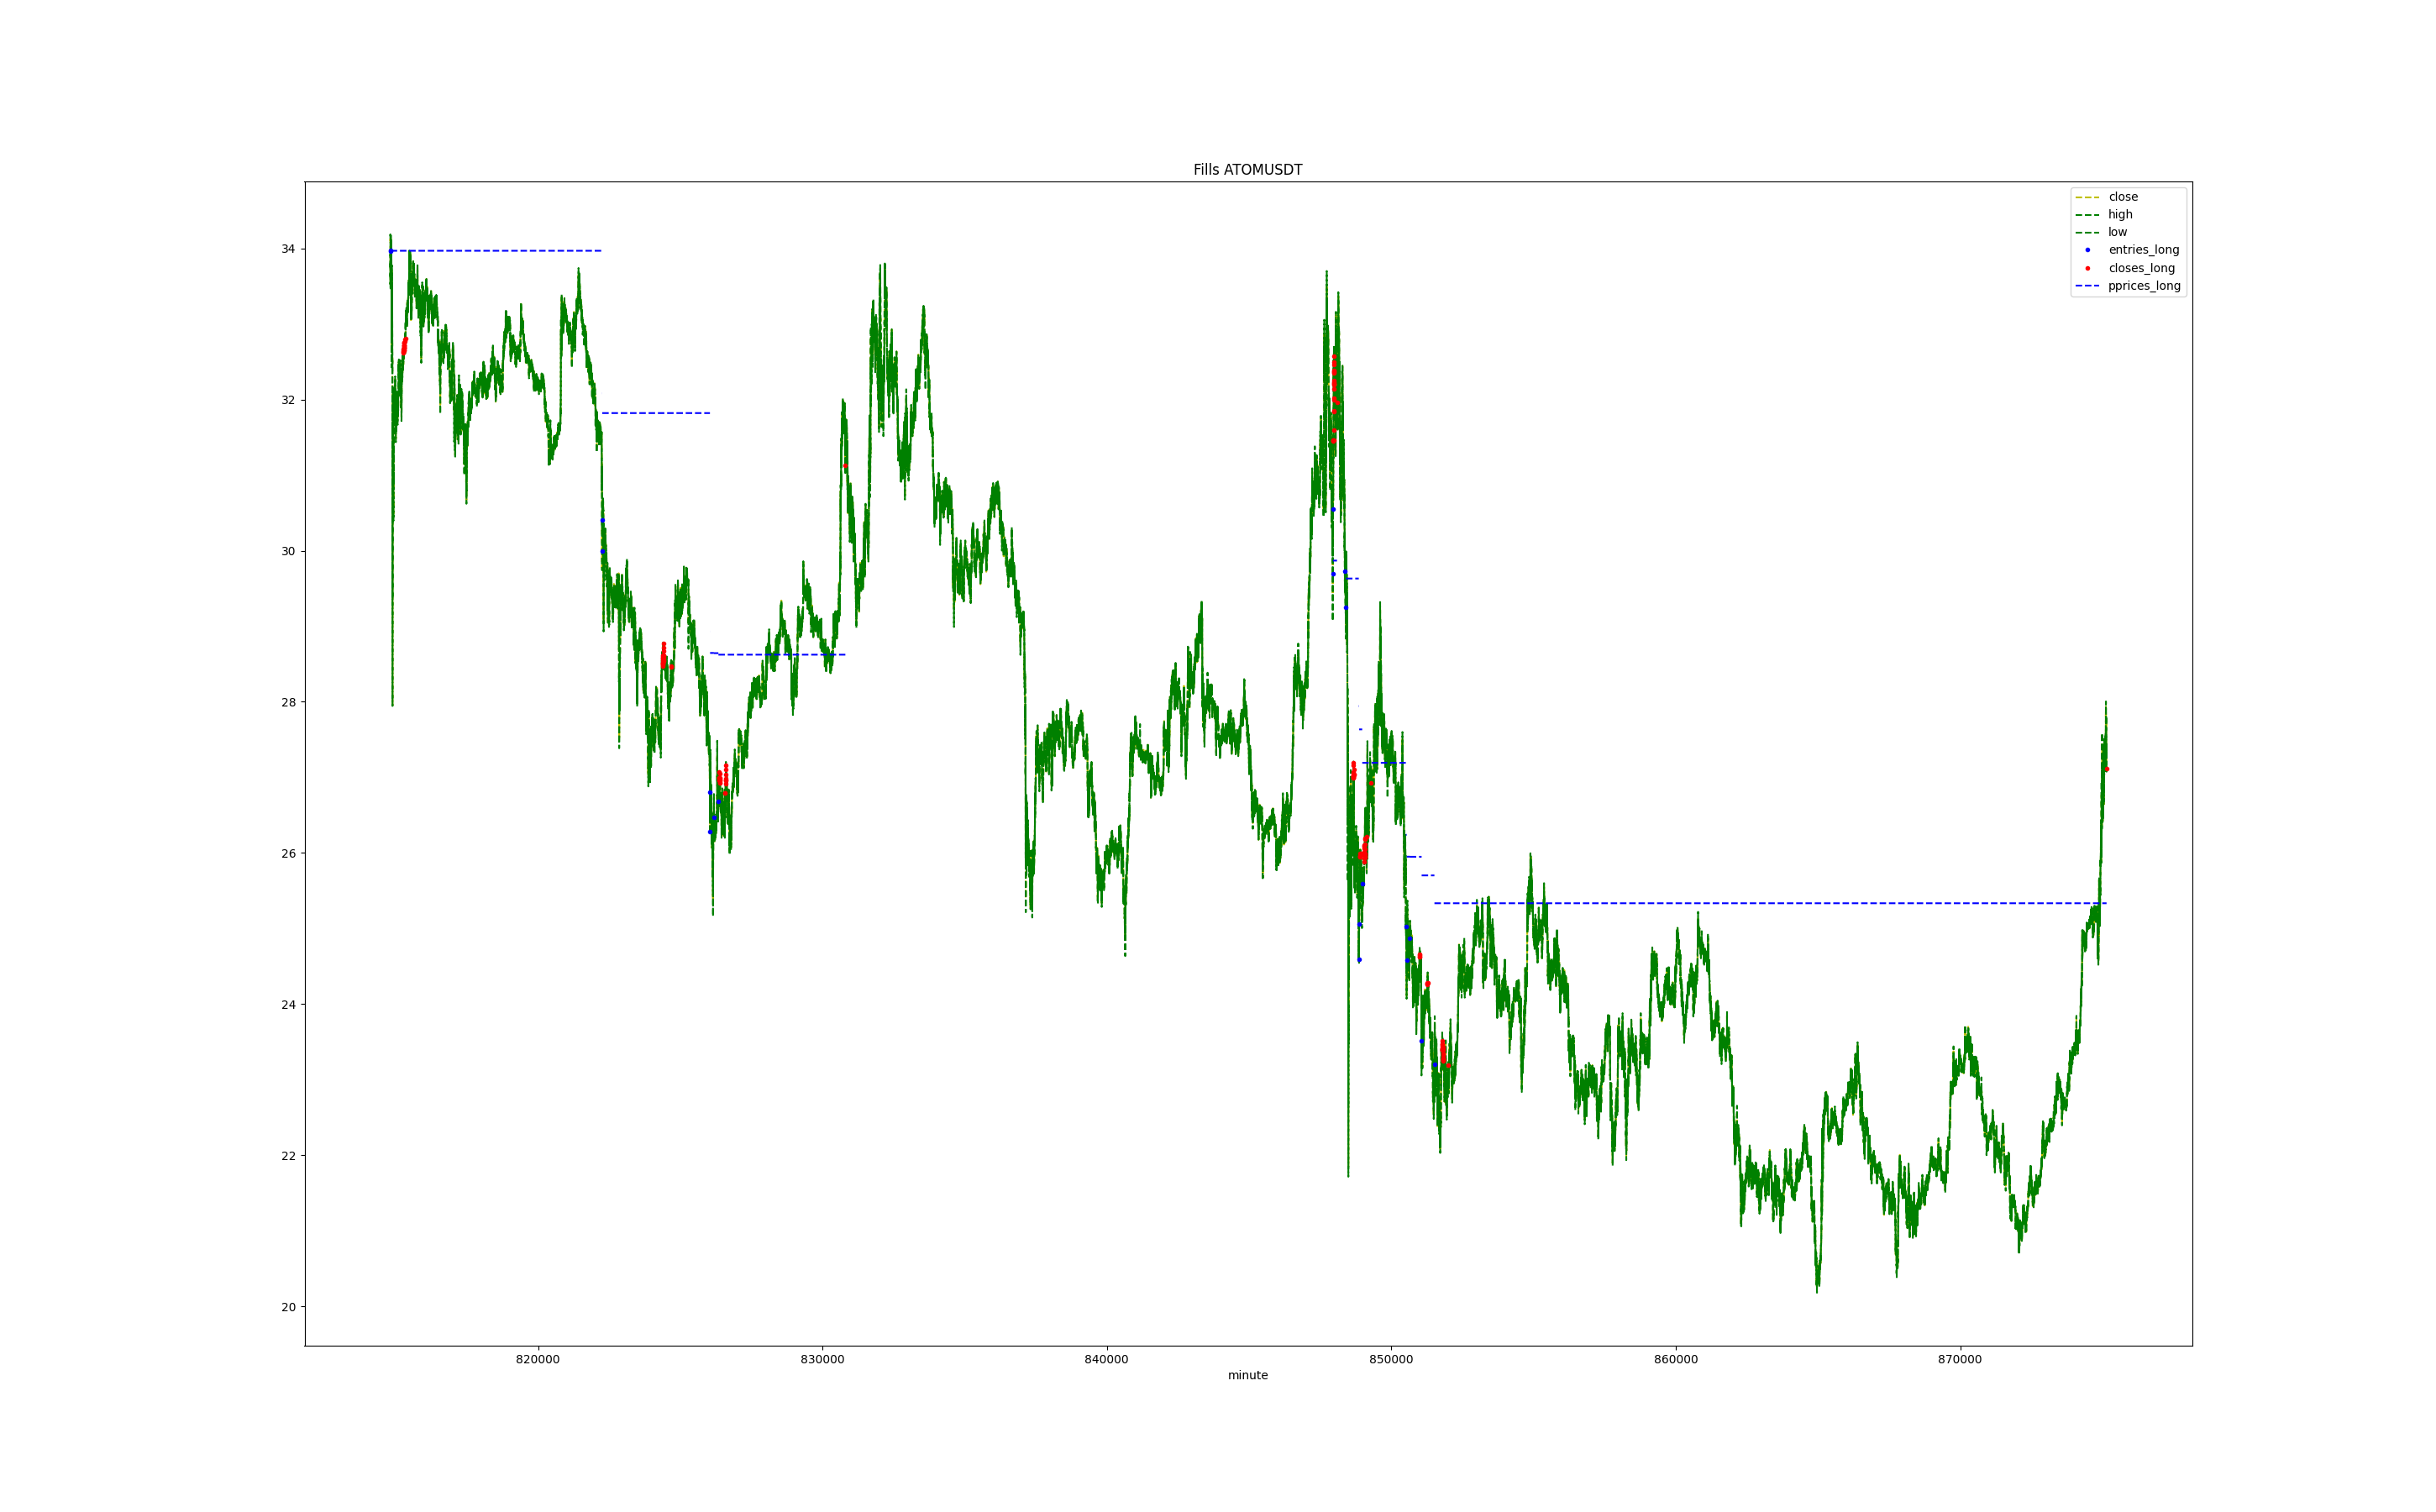 Fills ATOMUSDT
close
high
low
entries_long
closes_long
pprices_long
34
32
30
28
26
24
22
20
820000 830000 840000 850000 860000 870000
minute